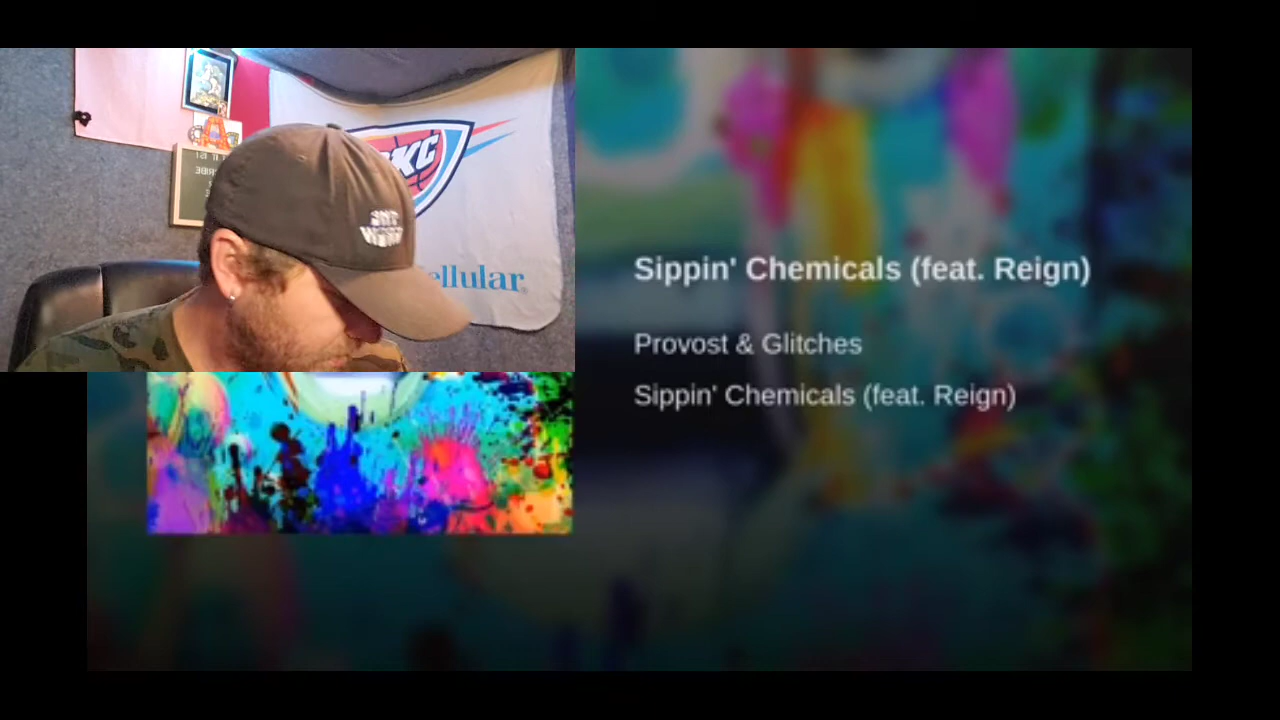 OKC
ellular
Sippin' Chemicals (feat. Reign)
Provost & Glitches
Sippin' Chemicals (feat. Reign)